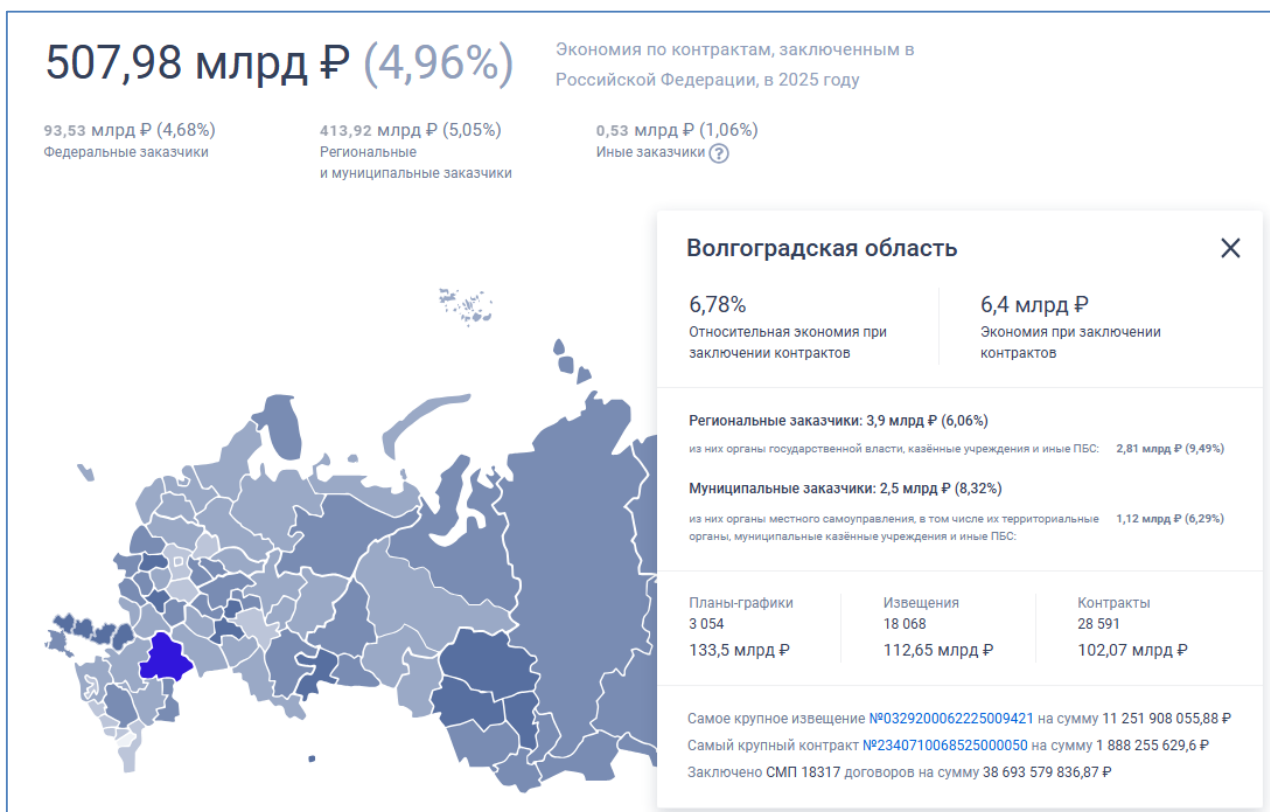 507,98 млрд ₽ (4,96%)
Экономия по контрактам, заключенным в
Российской Федерации, в 2025 году
93,53 млрд ₽ (4,68%)
Федеральные заказчики
413,92 млрд ₽ (5,05%)
Региональные
и муниципальные заказчики
0,53 млрд ₽ (1,06%)
Иные заказчики ?
Волгоградская область
6,78%
Относительная экономия при
заключении контрактов
6,4 млрд ₽
Экономия при заключении
контрактов
Региональные заказчики: 3,9 млрд ₽ (6,06%)
из них органы государственной власти, казённые учреждения и иные ПБС: 2,81 млрд ₽ (9,49%)
Муниципальные заказчики: 2,5 млрд ₽ (8,32%)
из них органы местного самоуправления, в том числе их территориальные 1,12 млрд ₽ (6,29%)
органы, муниципальные казённые учреждения и иные ПБС:
Планы-графики
3 054
133,5 млрд ₽
Извещения
18 068
112,65 млрд ₽
Контракты
28 591
102,07 млрд ₽
Самое крупное извещение №0329200062225009421 на сумму 11 251 908 055,88 ₽
Самый крупный контракт №2340710068525000050 на сумму 1 888 255 629,6 ₽
Заключено СМП 18317 договоров на сумму 38 693 579 836,87 ₽